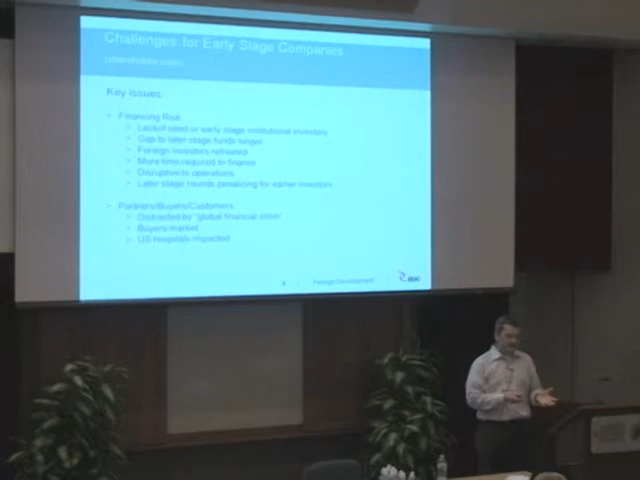 Challenges for Early Stage Companies
Key issues:
Financing Risk
Lack of seed or early stage institutional investors
Gap to later stage funds longer
Foreign investors retreated
More time required to finance
Disruptive to operations
Later stage rounds penalizing for earlier investors
Partners/Buyers/Customers
Distracted by "global financial crisis"
Buyers market
US hospitals impacted
Development